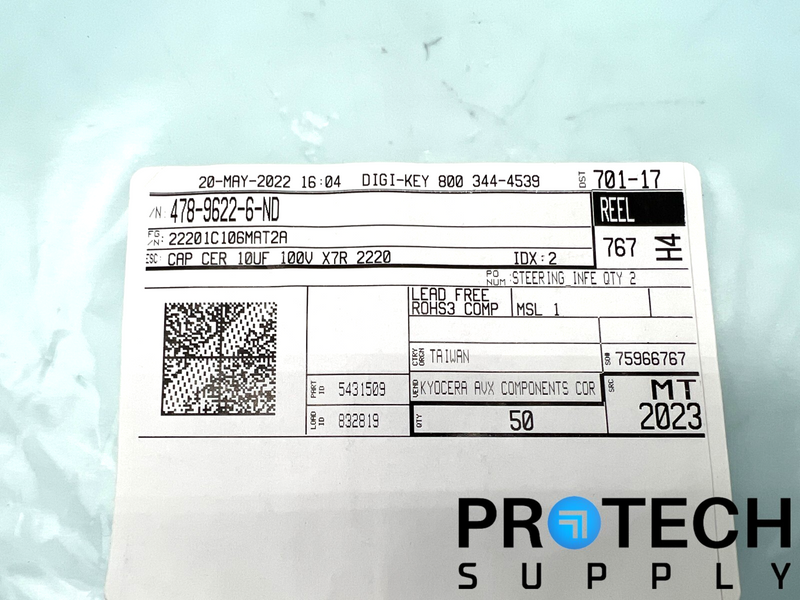 20-MAY-2022 16:04 DIGI-KEY 800 344-4539
DST 701-17
/N: 478-9622-6-ND
REEL
FG
/N: 22201C106MAT2A
767 H4
ESC: CAP CER 10UF 100V X7R 2220 IDX: 2
PO NUM :STEERING_INFE QTY 2
LEAD FREE
ROHS3 COMP MSL 1
CTRY ORGN TAIWAN
SO# 75966767
PART ID 5431509
VEND KYOCERA AVX COMPONENTS COR
SRC: MT
LOAD ID 832819
QTY 50
2023
PROTECH
SUPPLY